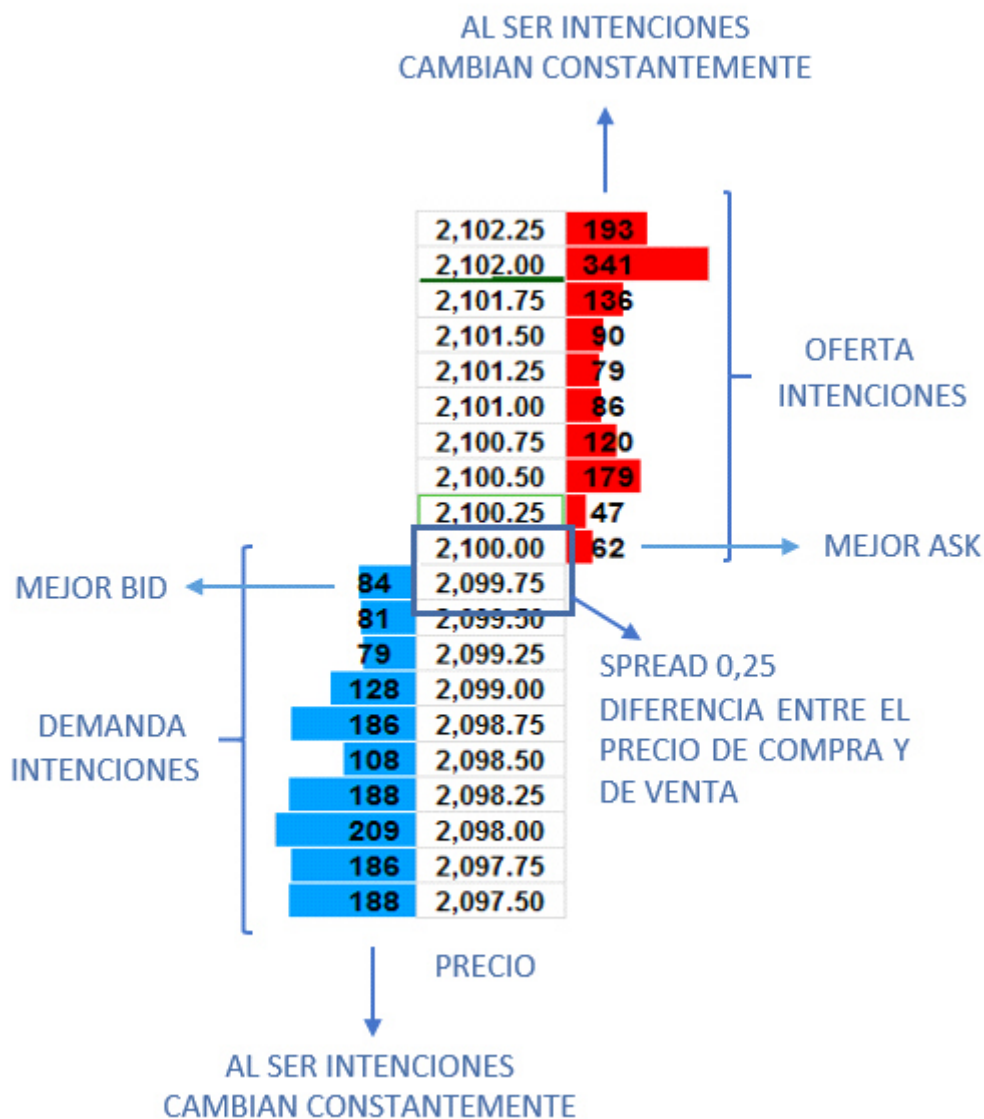 AL SER INTENCIONES
CAMBIAN CONSTANTEMENTE
2,102.25 193
2,102.00 341
2,101.75 136
2,101.50 90
2,101.25 79
2,101.00 86
2,100.75 120
2,100.50 179
2,100.25 47
2,100.00 62
OFERTA
INTENCIONES
MEJOR ASK
MEJOR BID
84 2,099.75
81 2,099.50
79 2,099.25
128 2,099.00
186 2,098.75
108 2,098.50
188 2,098.25
209 2,098.00
186 2,097.75
188 2,097.50
SPREAD 0,25
DIFERENCIA ENTRE EL
PRECIO DE COMPRA Y
DE VENTA
DEMANDA
INTENCIONES
PRECIO
AL SER INTENCIONES
CAMBIAN CONSTANTEMENTE